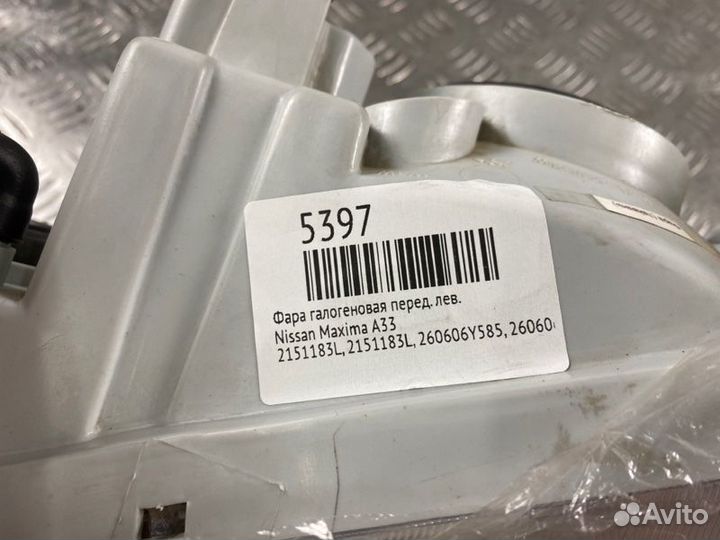 5397
Фара галогеновая перед. лев.
Nissan Maxima A33
2151183L, 2151183L, 260606Y585, 26060
Avito